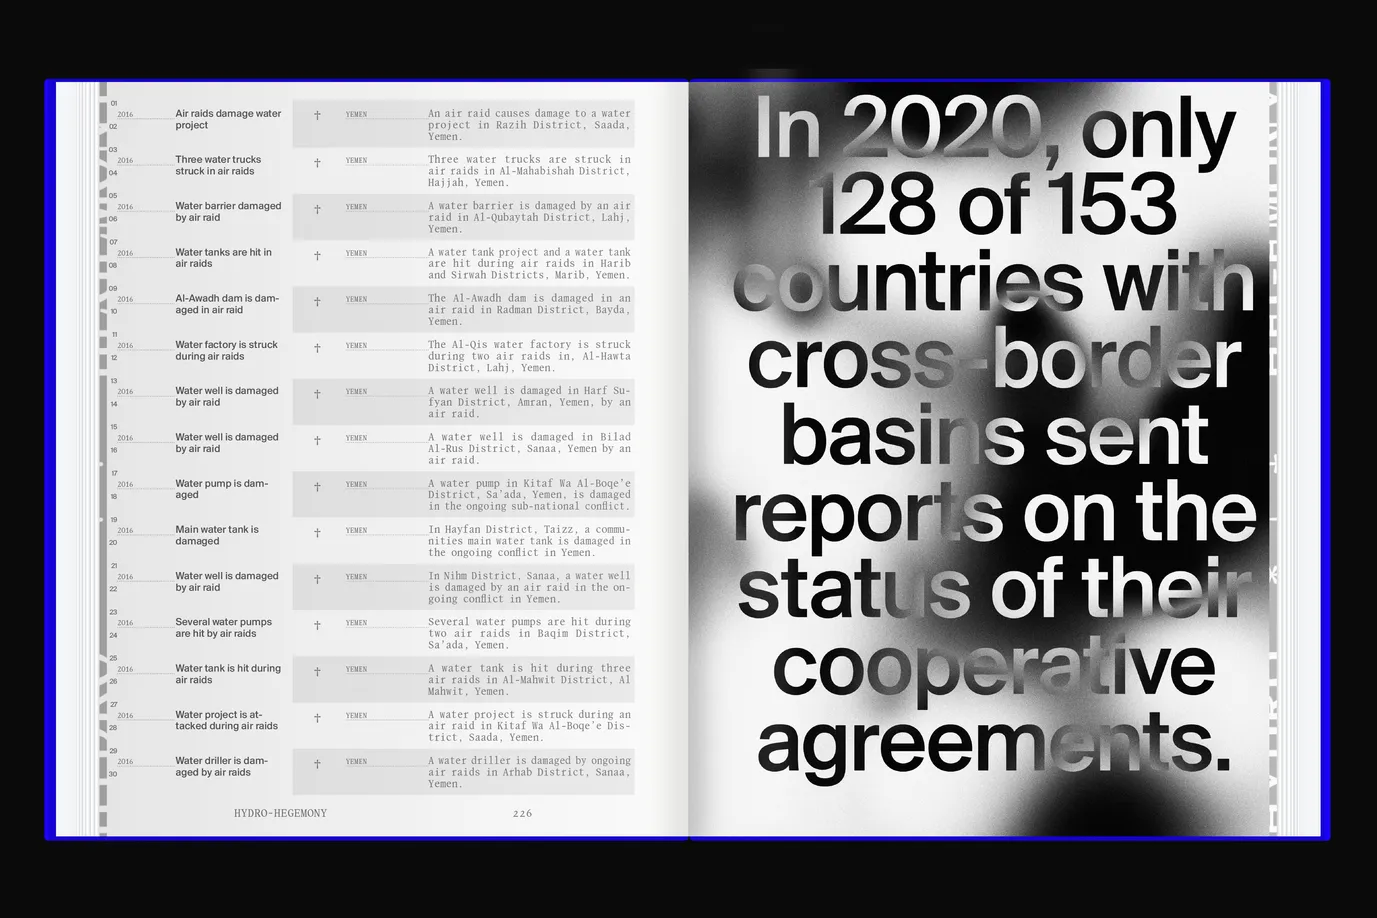 01
2016
02
Air raids damage water
project
†
YEMEN
An air raid causes damage to a water
project in Razih District, Saada,
Yemen.
03
2016
04
Three water trucks
struck in air raids
†
YEMEN
Three water trucks are struck in
air raids in Al-Mahabishah District,
Hajjah, Yemen.
05
2016
06
Water barrier damaged
by air raid
†
YEMEN
A water barrier is damaged by an air
raid in Al-Qubaytah District, Lahj,
Yemen.
07
2016
08
Water tanks are hit in
air raids
†
YEMEN
A water tank project and a water tank
are hit during air raids in Harib
and Sirwah Districts, Marib, Yemen.
09
2016
10
Al-Awadh dam is dam-
aged in air raid
†
YEMEN
The Al-Awadh dam is damaged in an
air raid in Radman District, Bayda,
Yemen.
11
2016
12
Water factory is struck
during air raids
†
YEMEN
The Al-Qis water factory is struck
during two air raids in, Al-Hawta
District, Lahj, Yemen.
13
2016
14
Water well is damaged
by air raid
†
YEMEN
A water well is damaged in Harf Su-
fyan District, Amran, Yemen, by an
air raid.
15
2016
16
Water well is damaged
by air raid
†
YEMEN
A water well is damaged in Bilad
Al-Rus District, Sanaa, Yemen by an
air raid.
17
2016
18
Water pump is dam-
aged
†
YEMEN
A water pump in Kitaf Wa Al-Boqe'e
District, Sa'ada, Yemen, is damaged
in the ongoing sub-national conflict.
19
2016
20
Main water tank is
damaged
†
YEMEN
In Hayfan District, Taizz, a commu-
nities main water tank is damaged in
the ongoing conflict in Yemen.
21
2016
22
Water well is damaged
by air raid
†
YEMEN
In Nihm District, Sanaa, a water well
is damaged by an air raid in the on-
going conflict in Yemen.
23
2016
24
Several water pumps
are hit by air raids
†
YEMEN
Several water pumps are hit during
two air raids in Baqim District,
Sa'ada, Yemen.
25
2016
26
Water tank is hit during
air raids
†
YEMEN
A water tank is hit during three
air raids in Al-Mahwit District, Al
Mahwit, Yemen.
27
2016
28
Water project is at-
tacked during air raids
†
YEMEN
A water project is struck during an
air raid in Kitaf Wa Al-Boqe'e Dis-
trict, Saada, Yemen.
29
2016
30
Water driller is dam-
aged by air raids
†
YEMEN
A water driller is damaged by ongoing
air raids in Arhab District, Sanaa,
Yemen.
HYDRO-HEGEMONY
226
In 2020, only
128 of 153
countries with
cross-border
basins sent
reports on the
status of their
cooperative
agreements.